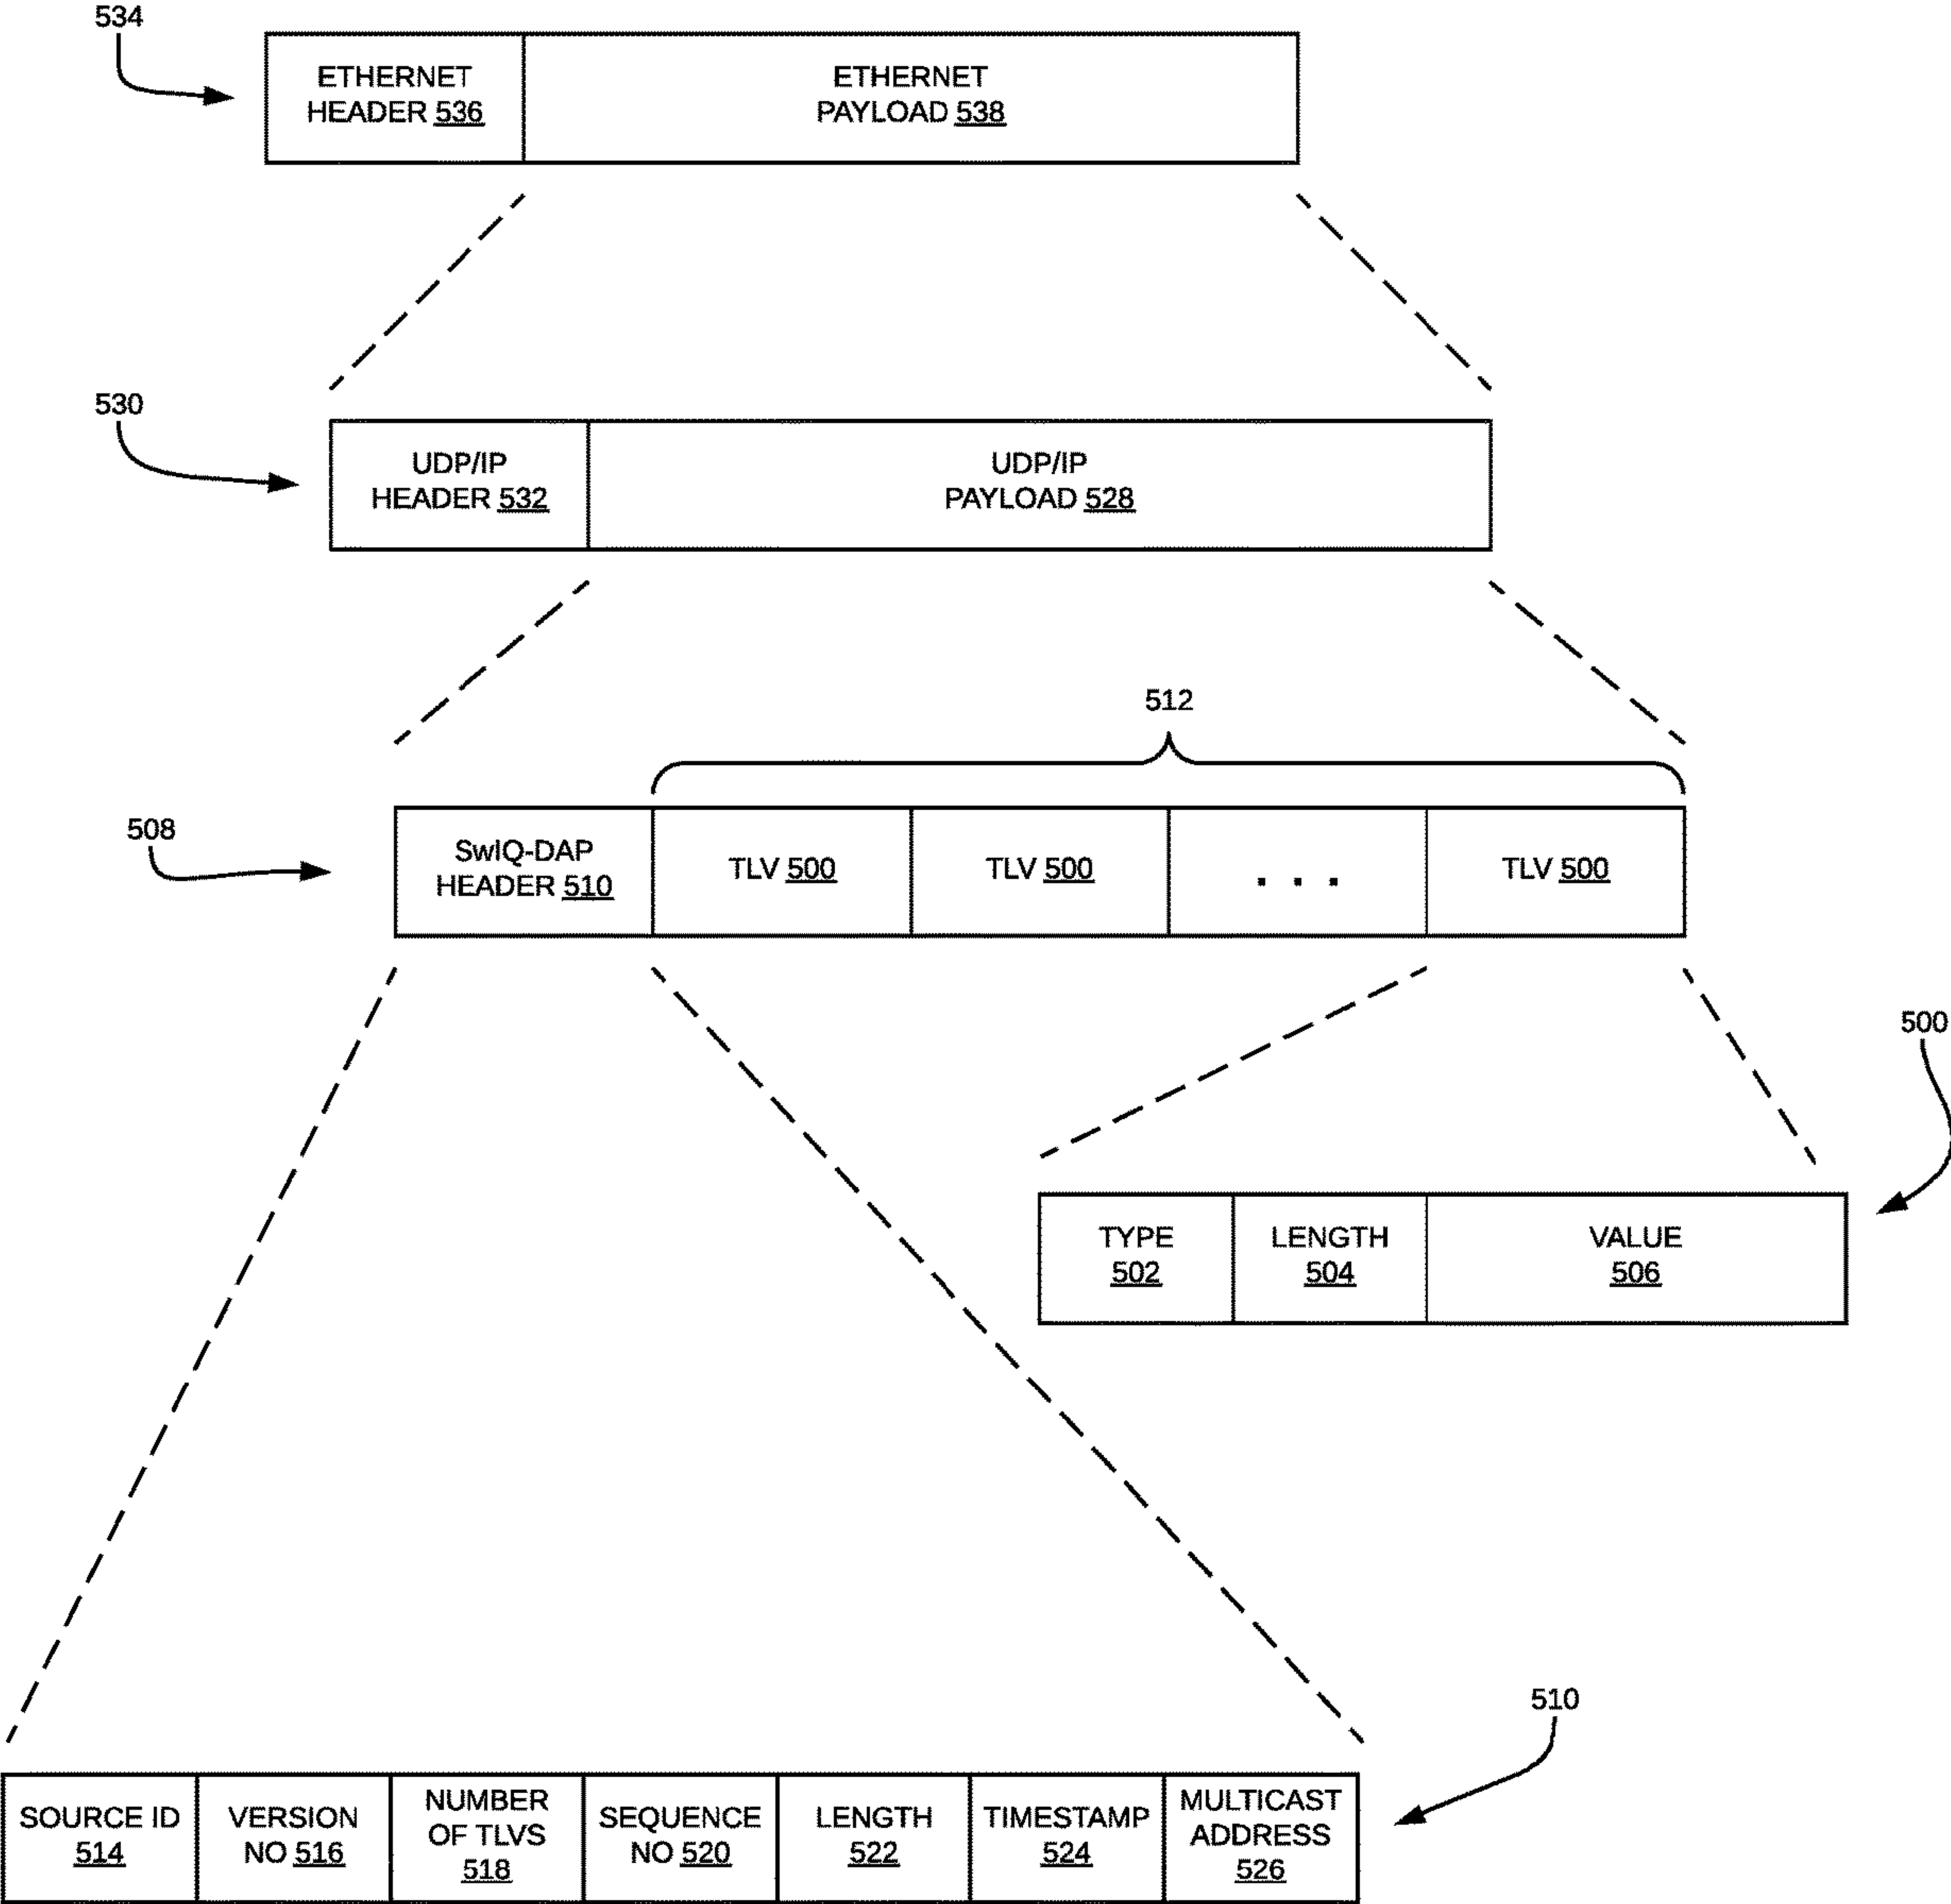 534
ETHERNET
HEADER 536
ETHERNET
PAYLOAD 538
530
UDP/IP
HEADER 532
UDP/IP
PAYLOAD 528
512
508
SwIQ-DAP
HEADER 510
TLV 500
TLV 500
. . .
TLV 500
500
TYPE
502
LENGTH
504
VALUE
506
510
SOURCE ID
514
VERSION
NO 516
NUMBER
OF TLVS
518
SEQUENCE
NO 520
LENGTH
522
TIMESTAMP
524
MULTICAST
ADDRESS
526